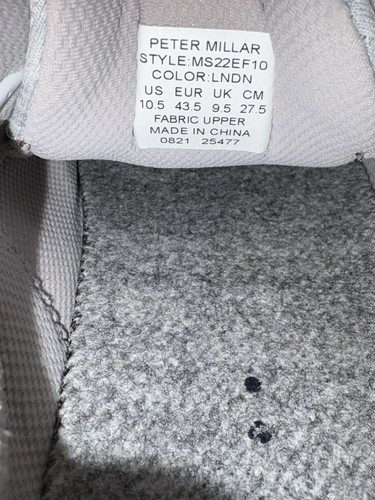 PETER MILLAR
STYLE:MS22EF10
COLOR:LNDN
US EUR UK CM
10.5 43.5 9.5 27.5
FABRIC UPPER
MADE IN CHINA
0821 25477